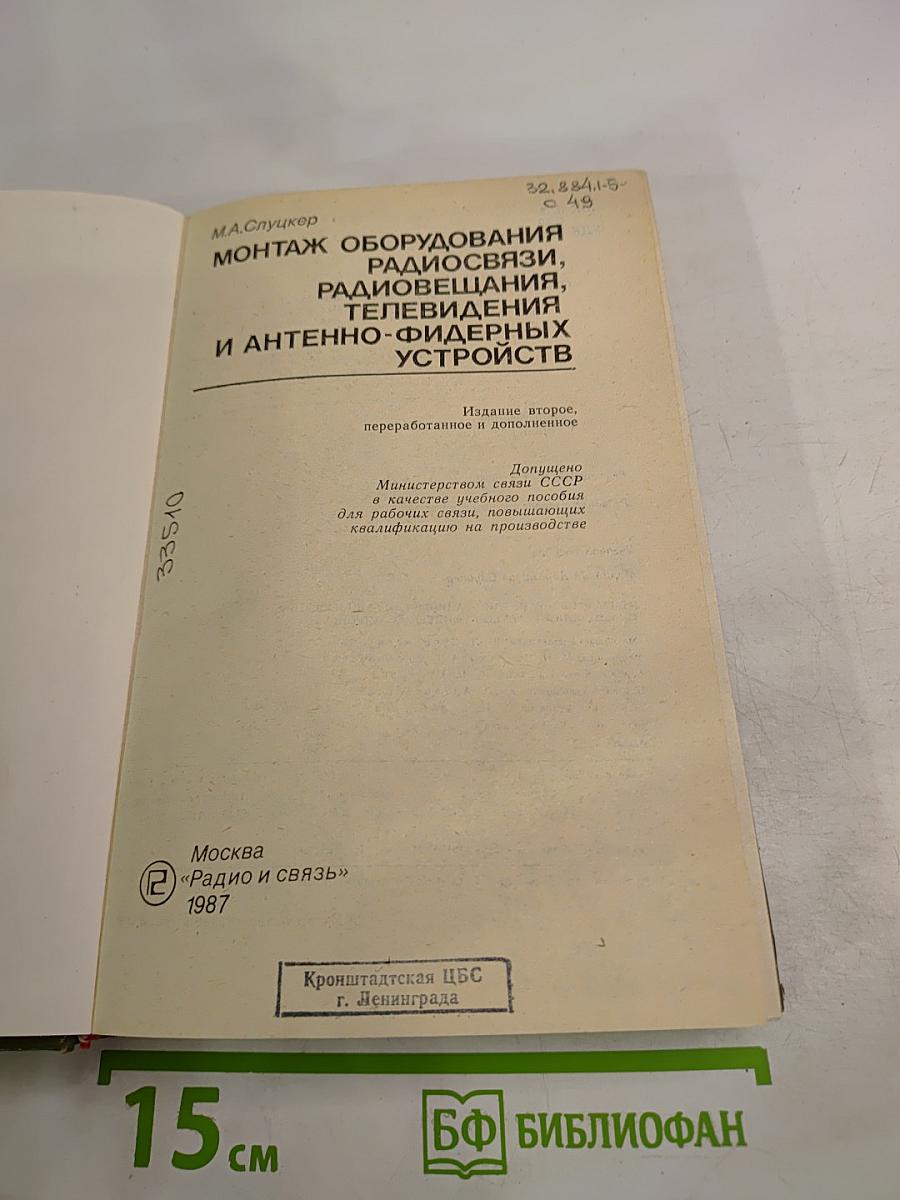 32.884.1-5
С 49
М.А.Слуцкер
МОНТАЖ ОБОРУДОВАНИЯ
РАДИОСВЯЗИ,
РАДИОВЕЩАНИЯ,
ТЕЛЕВИДЕНИЯ
И АНТЕННО-ФИДЕРНЫХ
УСТРОЙСТВ
Издание второе,
переработанное и дополненное
Допущено
Министерством связи СССР
в качестве учебного пособия
для рабочих связи, повышающих
квалификацию на производстве
33510
Москва
«Радио и связь»
1987
Кронштадтская ЦБС
г. Ленинграда
15 см
БФ БИБЛИОФАН